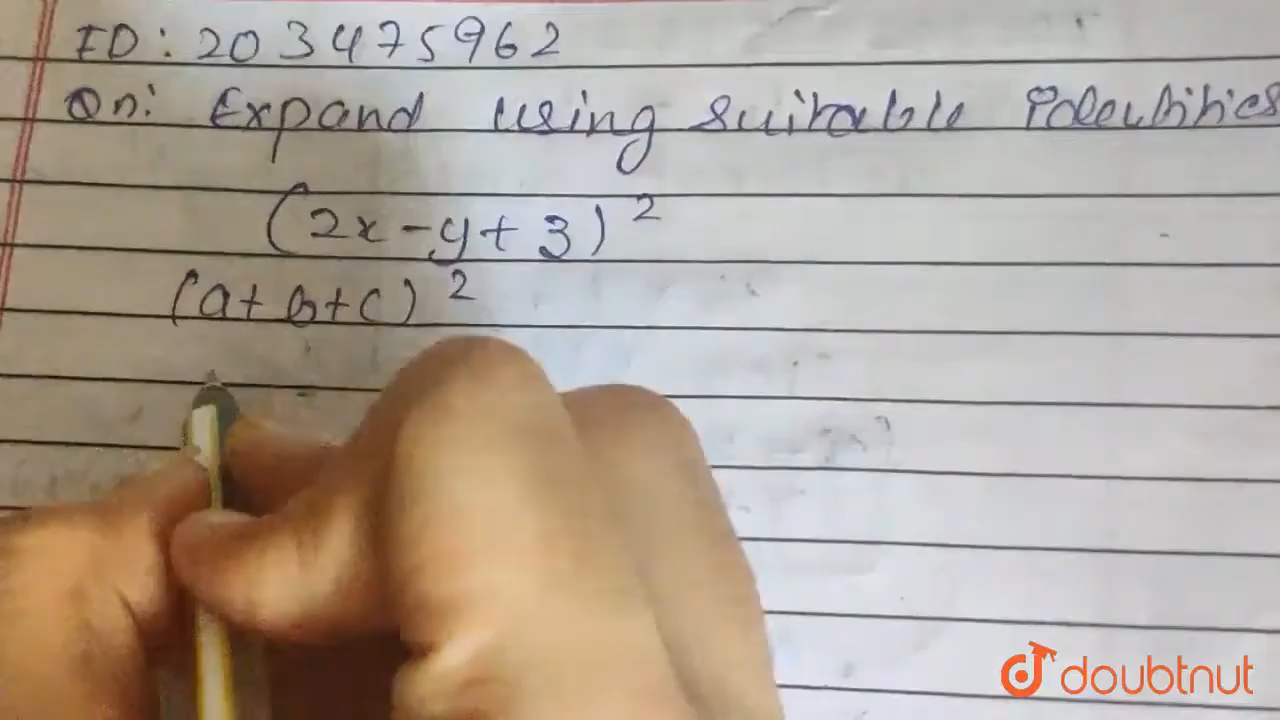 ID: 203475962
Qn: Expand using suitable Identities
(2x-y+3)²
(a+b+c)²
doubtnut